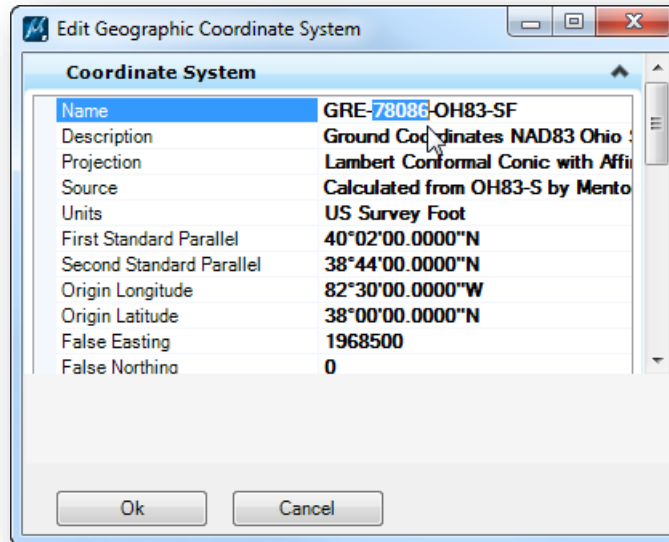 Edit Geographic Coordinate System
Coordinate System
Name GRE-78086-OH83-SF
Description Ground Coordinates NAD83 Ohio
Projection Lambert Conformal Conic with Affi
Source Calculated from OH83-S by Mento
Units US Survey Foot
First Standard Parallel 40°02'00.0000"N
Second Standard Parallel 38°44'00.0000"N
Origin Longitude 82°30'00.0000"W
Origin Latitude 38°00'00.0000"N
False Easting 1968500
False Northing 0
Ok Cancel